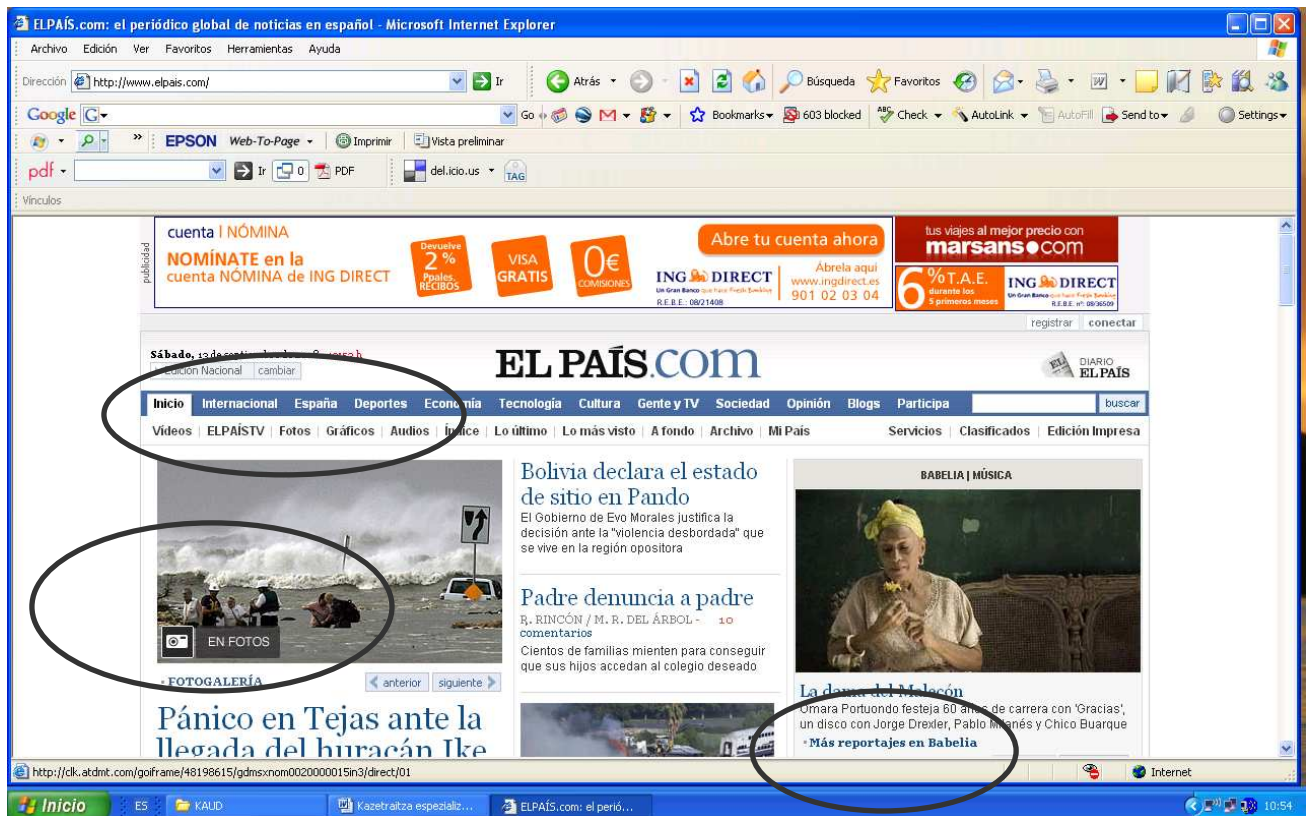 ELPAÍS.com: el periódico global de noticias en español - Microsoft Internet Explorer
Archivo Edición Ver Favoritos Herramientas Ayuda
Dirección http://www.elpais.com/ Ir Atrás Búsqueda Favoritos
Google G Go Bookmarks 603 blocked Check AutoLink AutoFill Send to Settings
» EPSON Web-To-Page Imprimir Vista preliminar
pdf Ir 0 PDF del.icio.us TAG
Vínculos
publicidad
cuenta | NÓMINA
NOMÍNATE en la
cuenta NÓMINA de ING DIRECT
Devuelve
2%
Ppales.
RECIBOS
VISA
GRATIS
0€
COMISIONES
Abre tu cuenta ahora
ING DIRECT
R.E.B.E.: 08/21408
Ábrela aquí
www.ingdirect.es
901 02 03 04
tus viajes al mejor precio con
marsans.com
6% T.A.E.
durante los
5 primeros meses
ING DIRECT
registrar conectar
Sábado,
Edición Nacional cambiar
EL PAÍS.com
DIARIO
EL PAÍS
Inicio Internacional España Deportes Economía Tecnología Cultura Gente y TV Sociedad Opinión Blogs Participa buscar
Vídeos | ELPAÍSTV | Fotos | Gráficos | Audios | Índice | Lo último | Lo más visto | A fondo | Archivo | Mi País Servicios | Clasificados | Edición Impresa
EN FOTOS
FOTOGALERÍA anterior siguiente
Pánico en Tejas ante la
llegada del huracán Ike
Bolivia declara el estado
de sitio en Pando
El Gobierno de Evo Morales justifica la
decisión ante la "violencia desbordada" que
se vive en la región opositora
Padre denuncia a padre
R. RINCÓN / M. R. DEL ÁRBOL - 10
comentarios
Cientos de familias mienten para conseguir
que sus hijos accedan al colegio deseado
BABELIA | MÚSICA
La dama del Malecón
Omara Portuondo festeja 60 años de carrera con 'Gracias',
un disco con Jorge Drexler, Pablo Milanés y Chico Buarque
Más reportajes en Babelia
http://clk.atdmt.com/goiframe/48198615/gdmsxnom0020000015in3/direct/01 Internet
Inicio ES KAUD Kazetraitza espezializ... ELPAÍS.com: el perió... 10:54